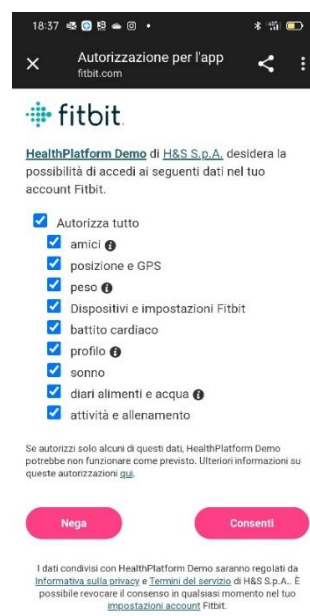 18:37
Autorizzazione per l'app
fitbit.com
fitbit
HealthPlatform Demo di H&S S.p.A. desidera la
possibilità di accedi ai seguenti dati nel tuo
account Fitbit.
Autorizza tutto
amici
posizione e GPS
peso
Dispositivi e impostazioni Fitbit
battito cardiaco
profilo
sonno
diari alimenti e acqua
attività e allenamento
Se autorizzi solo alcuni di questi dati, HealthPlatform Demo
potrebbe non funzionare come previsto. Ulteriori informazioni su
queste autorizzazioni qui.
Nega
Consenti
I dati condivisi con HealthPlatform Demo saranno regolati da
Informativa sulla privacy e Termini del servizio di H&S S.p.A.. È
possibile revocare il consenso in qualsiasi momento nel tuo
impostazioni account Fitbit.